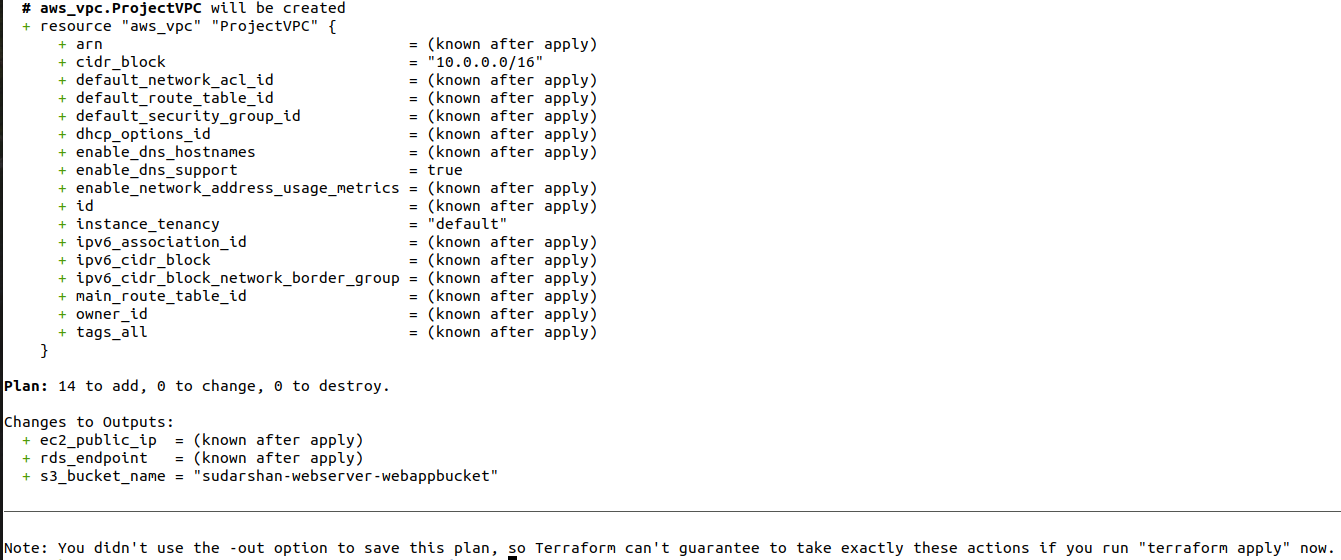 # aws_vpc.ProjectVPC will be created
+ resource "aws_vpc" "ProjectVPC" {
+ arn = (known after apply)
+ cidr_block = "10.0.0.0/16"
+ default_network_acl_id = (known after apply)
+ default_route_table_id = (known after apply)
+ default_security_group_id = (known after apply)
+ dhcp_options_id = (known after apply)
+ enable_dns_hostnames = (known after apply)
+ enable_dns_support = true
+ enable_network_address_usage_metrics = (known after apply)
+ id = (known after apply)
+ instance_tenancy = "default"
+ ipv6_association_id = (known after apply)
+ ipv6_cidr_block = (known after apply)
+ ipv6_cidr_block_network_border_group = (known after apply)
+ main_route_table_id = (known after apply)
+ owner_id = (known after apply)
+ tags_all = (known after apply)
}
Plan: 14 to add, 0 to change, 0 to destroy.
Changes to Outputs:
+ ec2_public_ip = (known after apply)
+ rds_endpoint = (known after apply)
+ s3_bucket_name = "sudarshan-webserver-webappbucket"
Note: You didn't use the -out option to save this plan, so Terraform can't guarantee to take exactly these actions if you run "terraform apply" now.